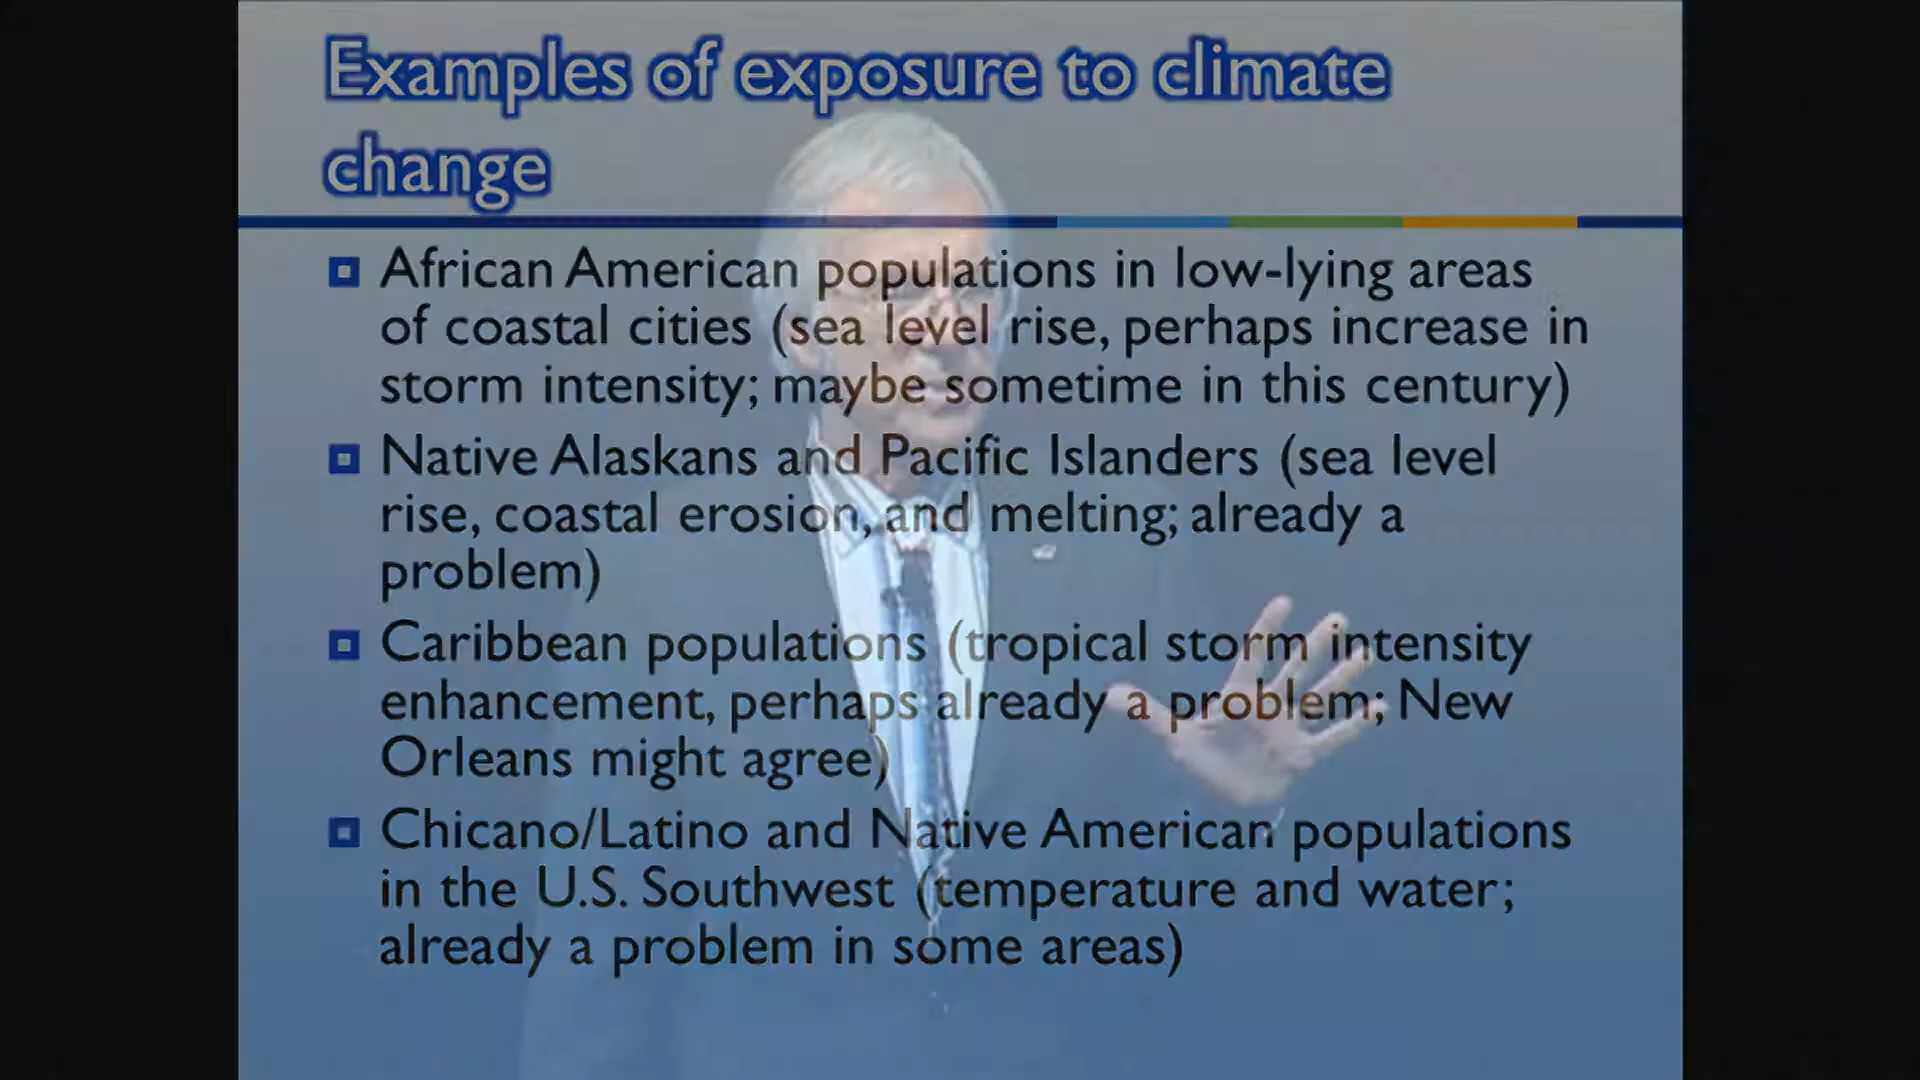 Examples of exposure to climate
change
African American populations in low-lying areas
of coastal cities (sea level rise, perhaps increase in
storm intensity; maybe sometime in this century)
Native Alaskans and Pacific Islanders (sea level
rise, coastal erosion, and melting; already a
problem)
Caribbean populations (tropical storm intensity
enhancement, perhaps already a problem; New
Orleans might agree)
Chicano/Latino and Native American populations
in the U.S. Southwest (temperature and water;
already a problem in some areas)